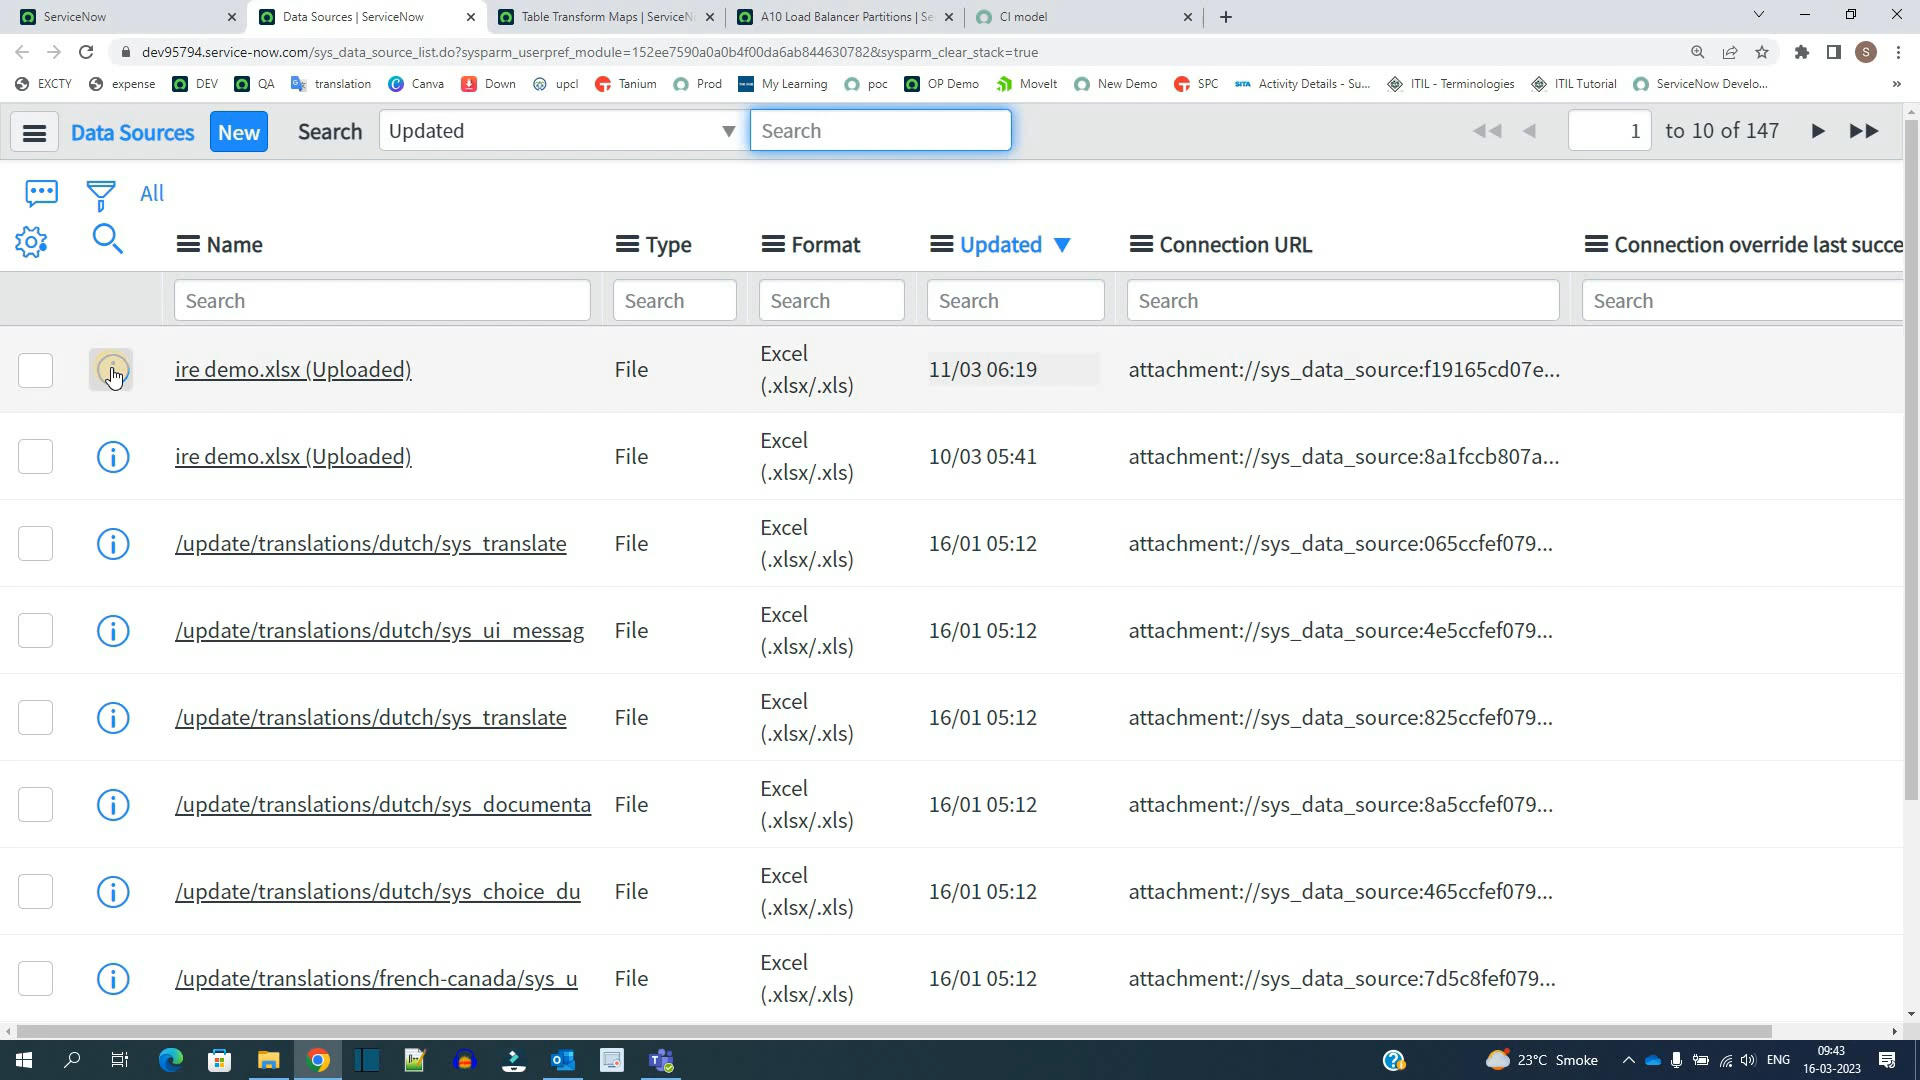 ServiceNow
Data Sources | ServiceNow
Table Transform Maps | ServiceN
A10 Load Balancer Partitions | Se
CI model
dev95794.service-now.com/sys_data_source_list.do?sysparm_userpref_module=152ee7590a0a0b4f00da6ab844630782&sysparm_clear_stack=true
S
EXCTY
expense
DEV
QA
translation
Canva
Down
upcl
Tanium
Prod
My Learning
poc
OP Demo
MoveIt
New Demo
SPC
SITA Activity Details - Su...
ITIL - Terminologies
ITIL Tutorial
ServiceNow Develo...
»
Data Sources New Search Updated Search 1 to 10 of 147
All
Name Type Format Updated Connection URL Connection override last succe
Search Search Search Search Search Search
ire demo.xlsx (Uploaded) File Excel (.xlsx/.xls) 11/03 06:19 attachment://sys_data_source:f19165cd07e...
ire demo.xlsx (Uploaded) File Excel (.xlsx/.xls) 10/03 05:41 attachment://sys_data_source:8a1fccb807a...
/update/translations/dutch/sys_translate File Excel (.xlsx/.xls) 16/01 05:12 attachment://sys_data_source:065ccfef079...
/update/translations/dutch/sys_ui_messag File Excel (.xlsx/.xls) 16/01 05:12 attachment://sys_data_source:4e5ccfef079...
/update/translations/dutch/sys_translate File Excel (.xlsx/.xls) 16/01 05:12 attachment://sys_data_source:825ccfef079...
/update/translations/dutch/sys_documenta File Excel (.xlsx/.xls) 16/01 05:12 attachment://sys_data_source:8a5ccfef079...
/update/translations/dutch/sys_choice_du File Excel (.xlsx/.xls) 16/01 05:12 attachment://sys_data_source:465ccfef079...
/update/translations/french-canada/sys_u File Excel (.xlsx/.xls) 16/01 05:12 attachment://sys_data_source:7d5c8fef079...
23°C Smoke
ENG
09:43
16-03-2023